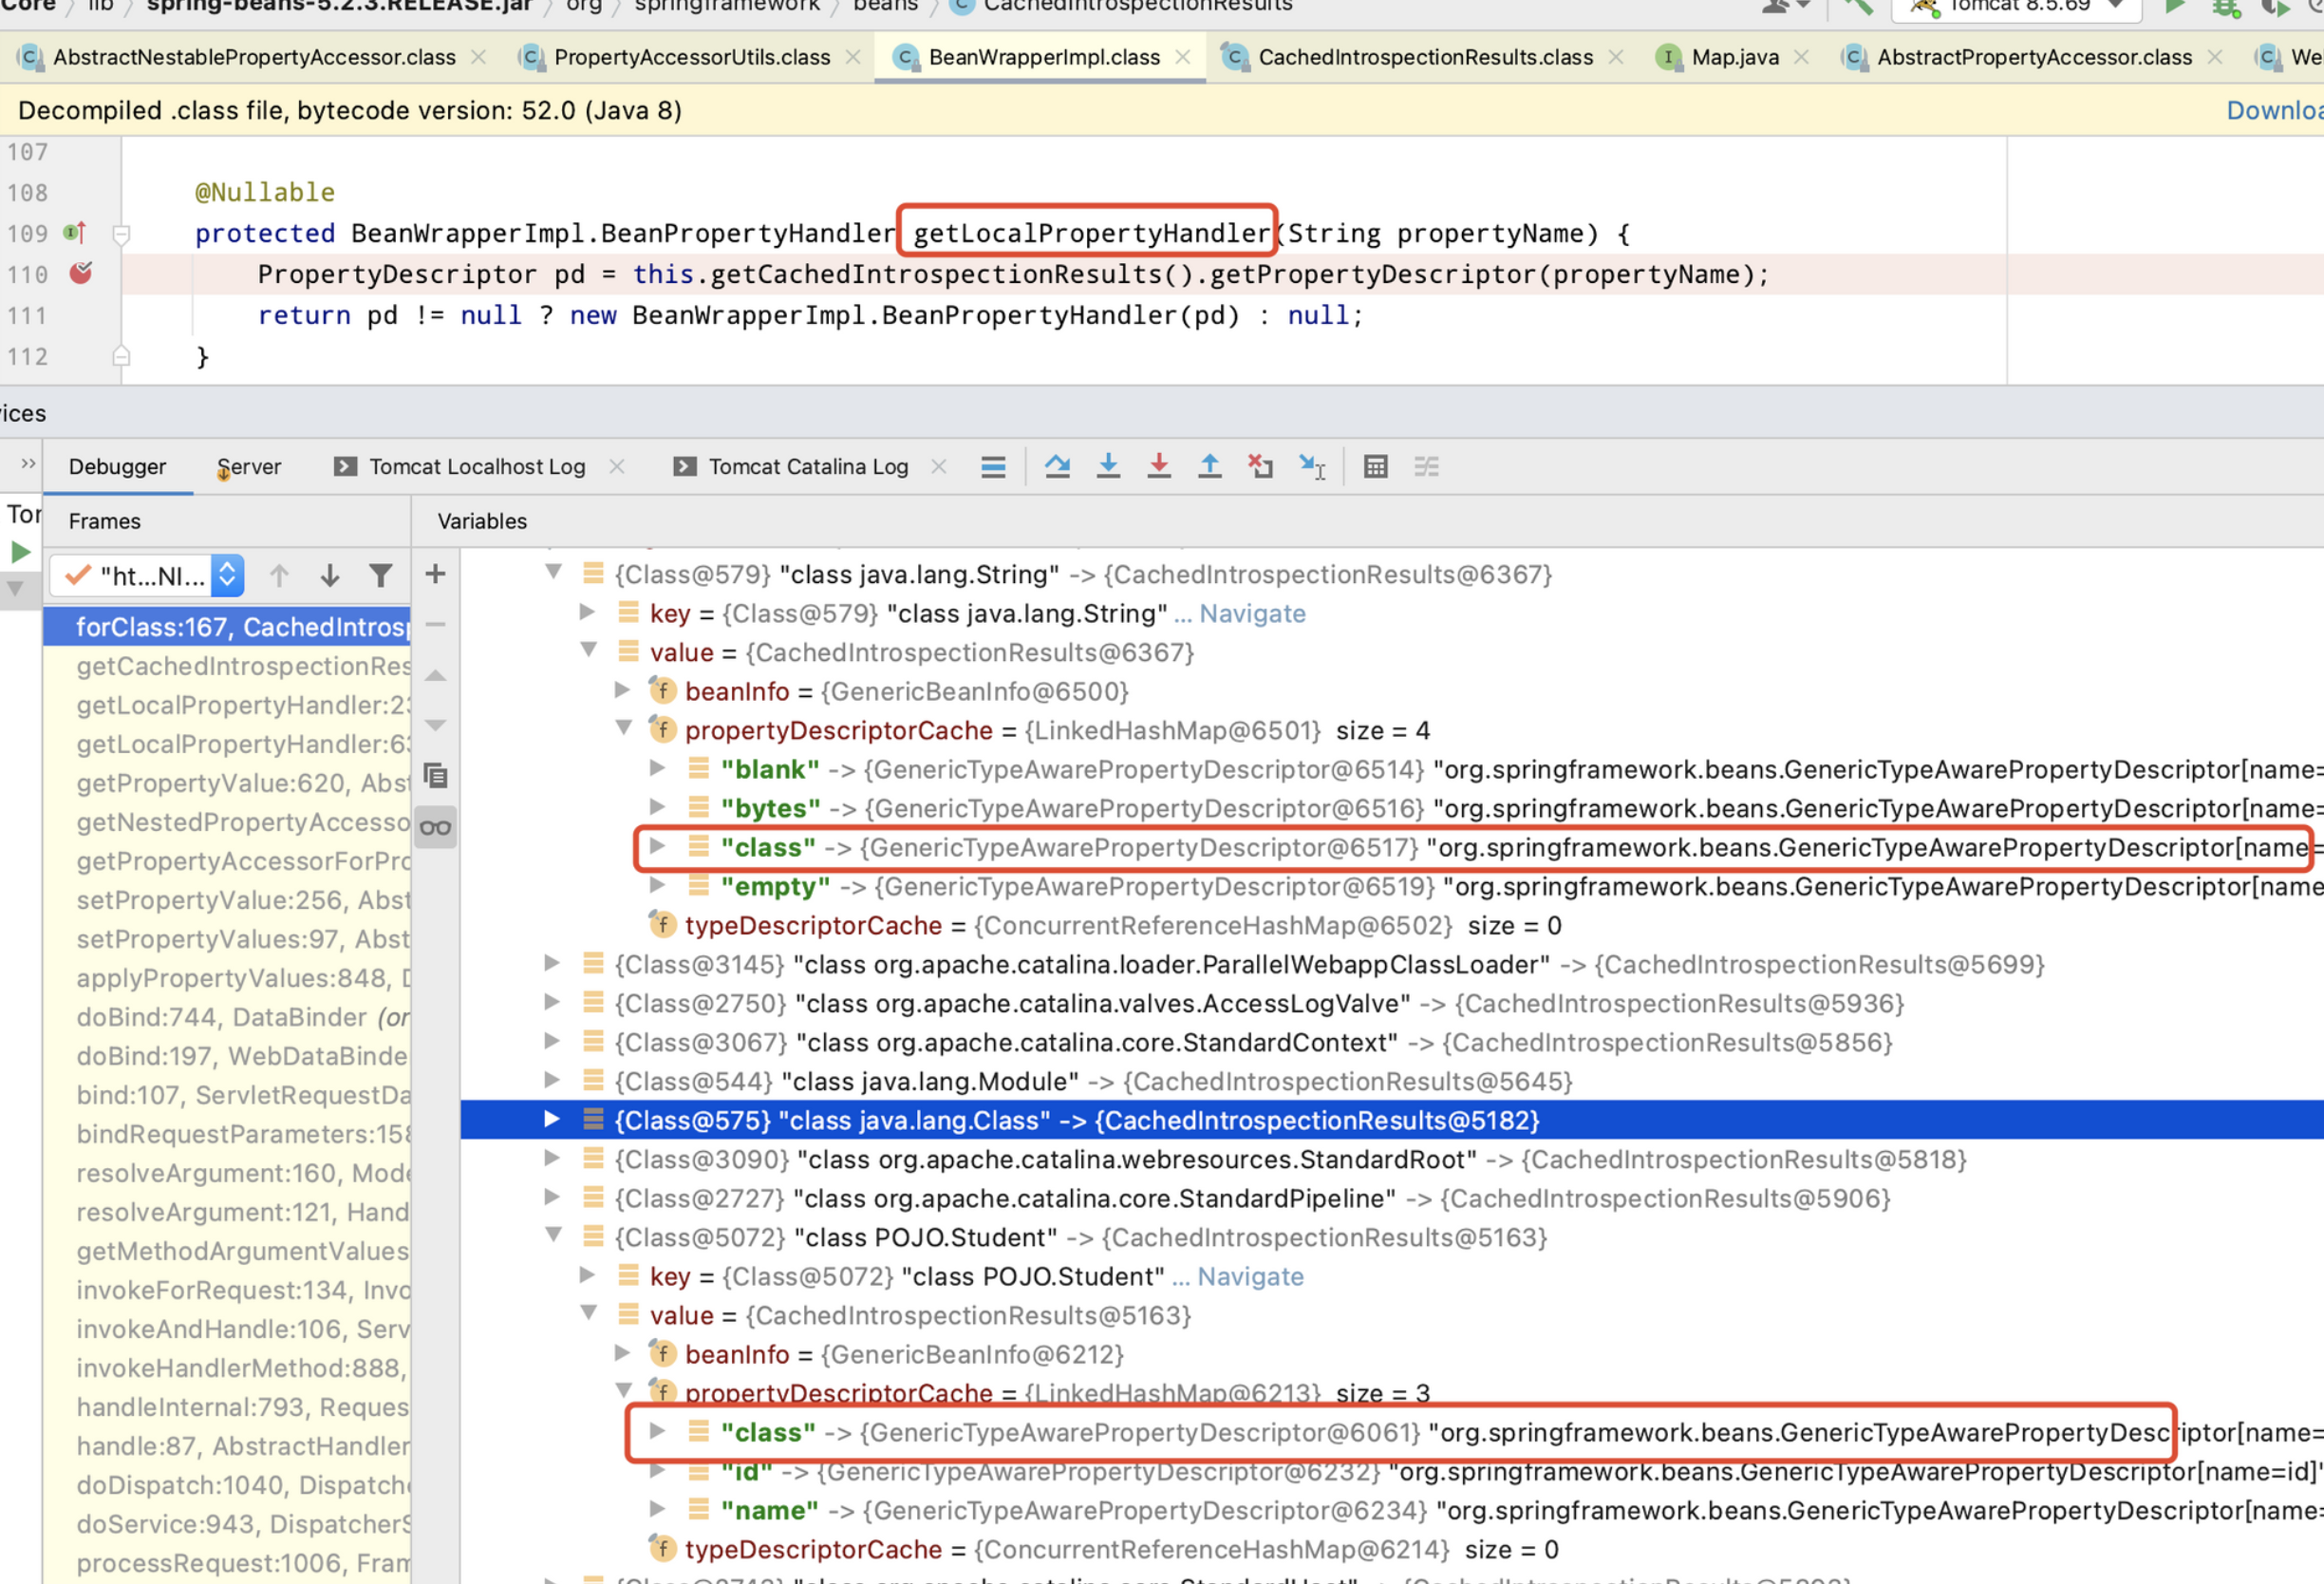 Core lib spring-beans-5.2.3.RELEASE.jar org springframework beans CachedIntrospectionResults Tomcat 8.5.69
AbstractNestablePropertyAccessor.class PropertyAccessorUtils.class BeanWrapperImpl.class CachedIntrospectionResults.class Map.java AbstractPropertyAccessor.class We
Decompiled .class file, bytecode version: 52.0 (Java 8) Downloa
107
108 @Nullable
109 protected BeanWrapperImpl.BeanPropertyHandler getLocalPropertyHandler(String propertyName) {
110 PropertyDescriptor pd = this.getCachedIntrospectionResults().getPropertyDescriptor(propertyName);
111 return pd != null ? new BeanWrapperImpl.BeanPropertyHandler(pd) : null;
112 }
vices
Debugger Server Tomcat Localhost Log Tomcat Catalina Log
Tor Frames Variables
"ht...NI...
forClass:167, CachedIntrosp
getCachedIntrospectionRes
getLocalPropertyHandler:23
getLocalPropertyHandler:63
getPropertyValue:620, Abst
getNestedPropertyAccesso
getPropertyAccessorForPro
setPropertyValue:256, Abst
setPropertyValues:97, Abst
applyPropertyValues:848, D
doBind:744, DataBinder (or
doBind:197, WebDataBinde
bind:107, ServletRequestDa
bindRequestParameters:158
resolveArgument:160, Mode
resolveArgument:121, Hand
getMethodArgumentValues
invokeForRequest:134, Invo
invokeAndHandle:106, Serv
invokeHandlerMethod:888,
handleInternal:793, Reques
handle:87, AbstractHandler
doDispatch:1040, Dispatche
doService:943, DispatcherS
processRequest:1006, Fram
{Class@579} "class java.lang.String" -> {CachedIntrospectionResults@6367}
key = {Class@579} "class java.lang.String" ... Navigate
value = {CachedIntrospectionResults@6367}
beanInfo = {GenericBeanInfo@6500}
propertyDescriptorCache = {LinkedHashMap@6501} size = 4
"blank" -> {GenericTypeAwarePropertyDescriptor@6514} "org.springframework.beans.GenericTypeAwarePropertyDescriptor[name=
"bytes" -> {GenericTypeAwarePropertyDescriptor@6516} "org.springframework.beans.GenericTypeAwarePropertyDescriptor[name=
"class" -> {GenericTypeAwarePropertyDescriptor@6517} "org.springframework.beans.GenericTypeAwarePropertyDescriptor[name=
"empty" -> {GenericTypeAwarePropertyDescriptor@6519} "org.springframework.beans.GenericTypeAwarePropertyDescriptor[name
typeDescriptorCache = {ConcurrentReferenceHashMap@6502} size = 0
{Class@3145} "class org.apache.catalina.loader.ParallelWebappClassLoader" -> {CachedIntrospectionResults@5699}
{Class@2750} "class org.apache.catalina.valves.AccessLogValve" -> {CachedIntrospectionResults@5936}
{Class@3067} "class org.apache.catalina.core.StandardContext" -> {CachedIntrospectionResults@5856}
{Class@544} "class java.lang.Module" -> {CachedIntrospectionResults@5645}
{Class@575} "class java.lang.Class" -> {CachedIntrospectionResults@5182}
{Class@3090} "class org.apache.catalina.webresources.StandardRoot" -> {CachedIntrospectionResults@5818}
{Class@2727} "class org.apache.catalina.core.StandardPipeline" -> {CachedIntrospectionResults@5906}
{Class@5072} "class POJO.Student" -> {CachedIntrospectionResults@5163}
key = {Class@5072} "class POJO.Student" ... Navigate
value = {CachedIntrospectionResults@5163}
beanInfo = {GenericBeanInfo@6212}
propertyDescriptorCache = {LinkedHashMap@6213} size = 3
"class" -> {GenericTypeAwarePropertyDescriptor@6061} "org.springframework.beans.GenericTypeAwarePropertyDescriptor[name=
"id" -> {GenericTypeAwarePropertyDescriptor@6232} "org.springframework.beans.GenericTypeAwarePropertyDescriptor[name=id]"
"name" -> {GenericTypeAwarePropertyDescriptor@6234} "org.springframework.beans.GenericTypeAwarePropertyDescriptor[name=
typeDescriptorCache = {ConcurrentReferenceHashMap@6214} size = 0